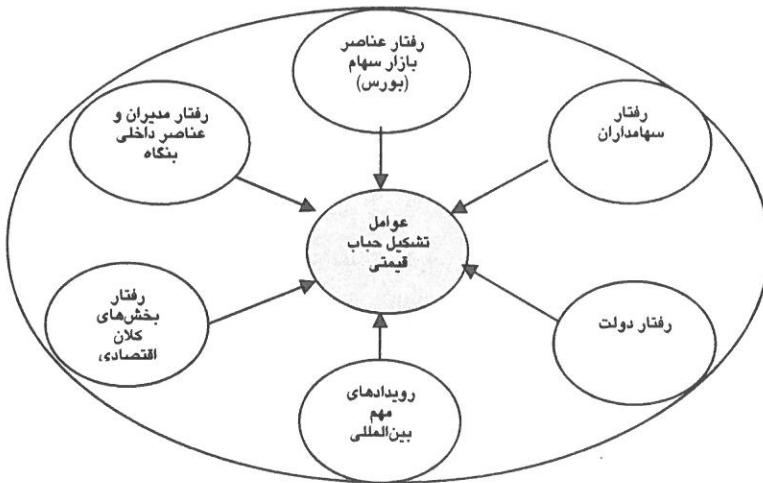 رفتار عناصر
بازار سهام
(بورس)
رفتار
سهامداران
رفتار مدیران و
عناصر داخلی
بنگاه
عوامل
تشکیل حباب
قیمتی
رفتار دولت
رفتار
بخش‌های
کلان
اقتصادی
رویدادهای
مهم
بین‌المللی